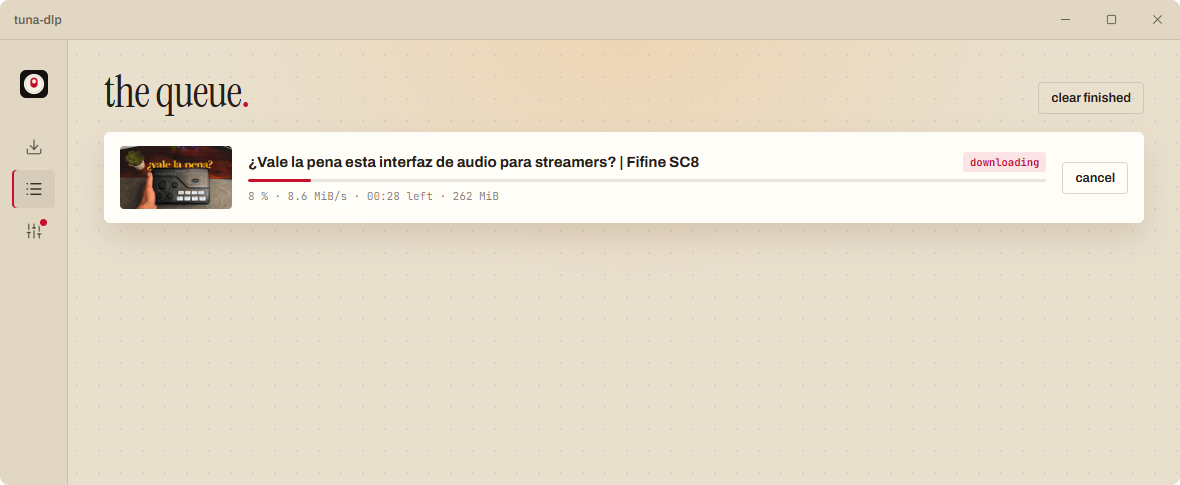 tuna-dlp
the queue.
clear finished
¿vale la pena?
¿Vale la pena esta interfaz de audio para streamers? | Fifine SC8
downloading
cancel
8 % · 8.6 MiB/s · 00:28 left · 262 MiB